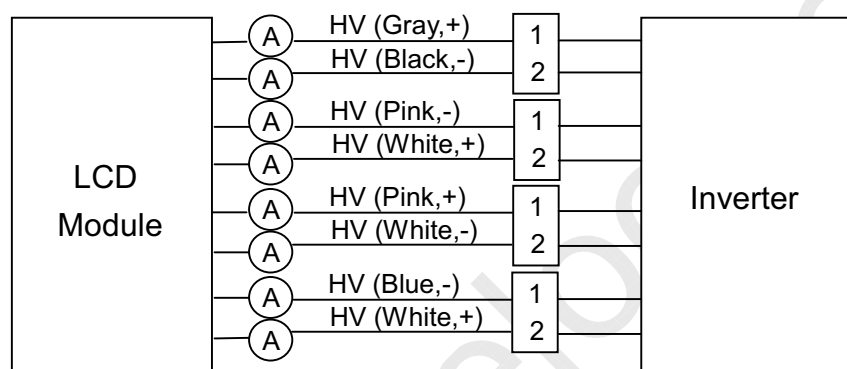 A HV (Gray,+) 1
A HV (Black,-) 2
A HV (Pink,-) 1
A HV (White,+) 2
LCD
Module
A HV (Pink,+) 1
A HV (White,-) 2
Inverter
A HV (Blue,-) 1
A HV (White,+) 2